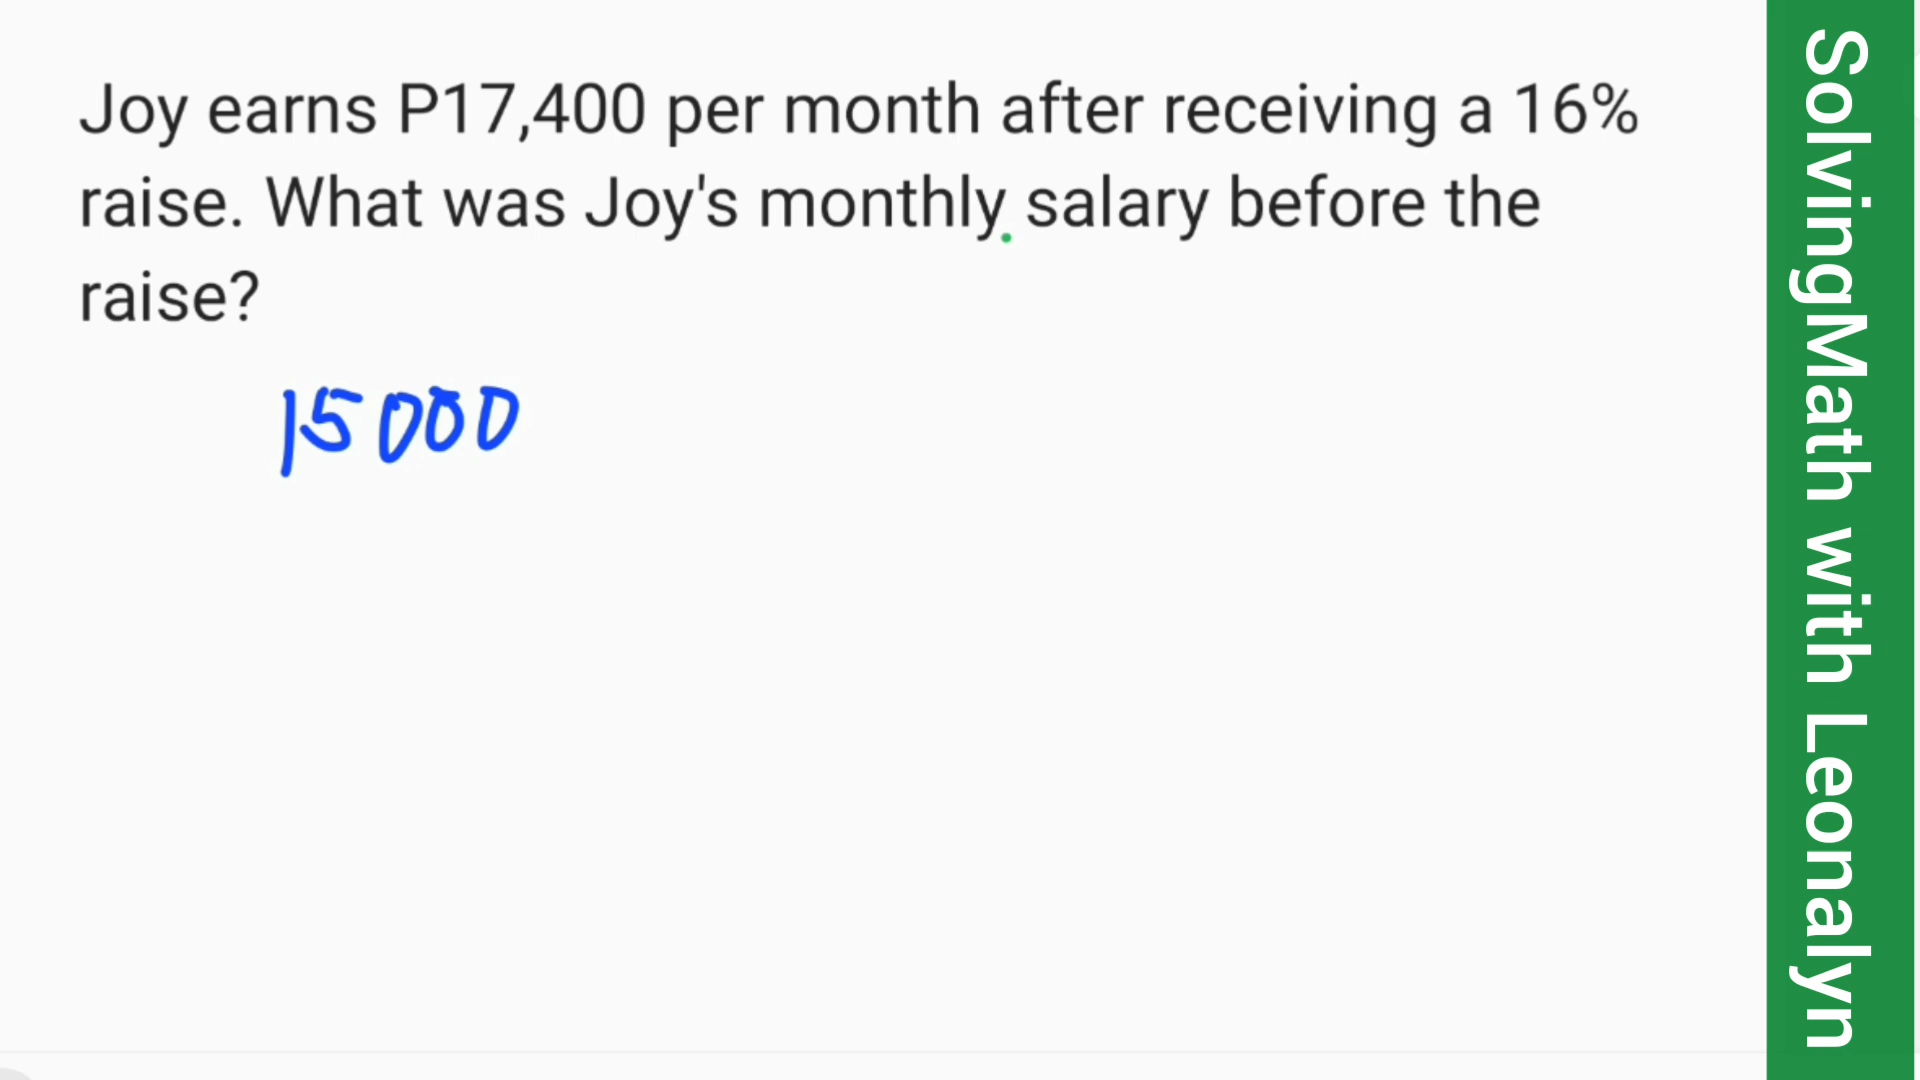 Joy earns P17,400 per month after receiving a 16%
raise. What was Joy's monthly salary before the
raise?
15000
SolvingMath with Leonalyn